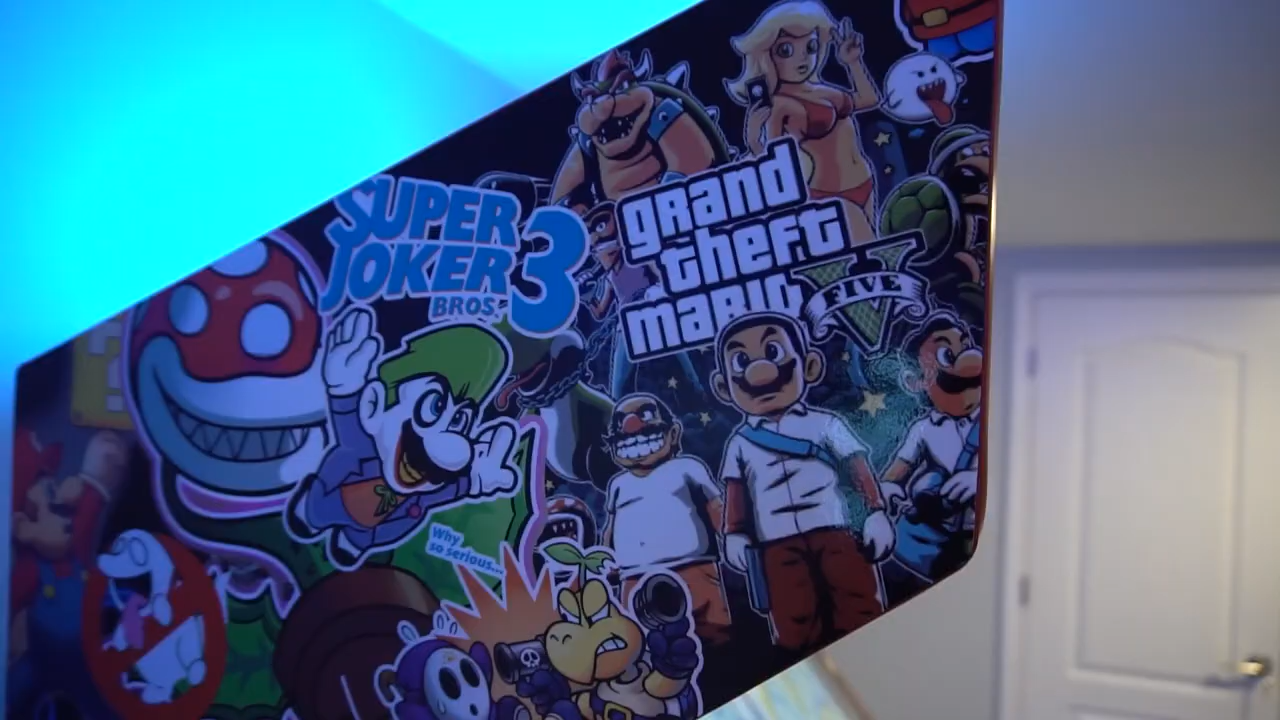 SUPER
JOKER 3
BROS.
grand
theft
mario
V
FIVE
Why
so serious...
?